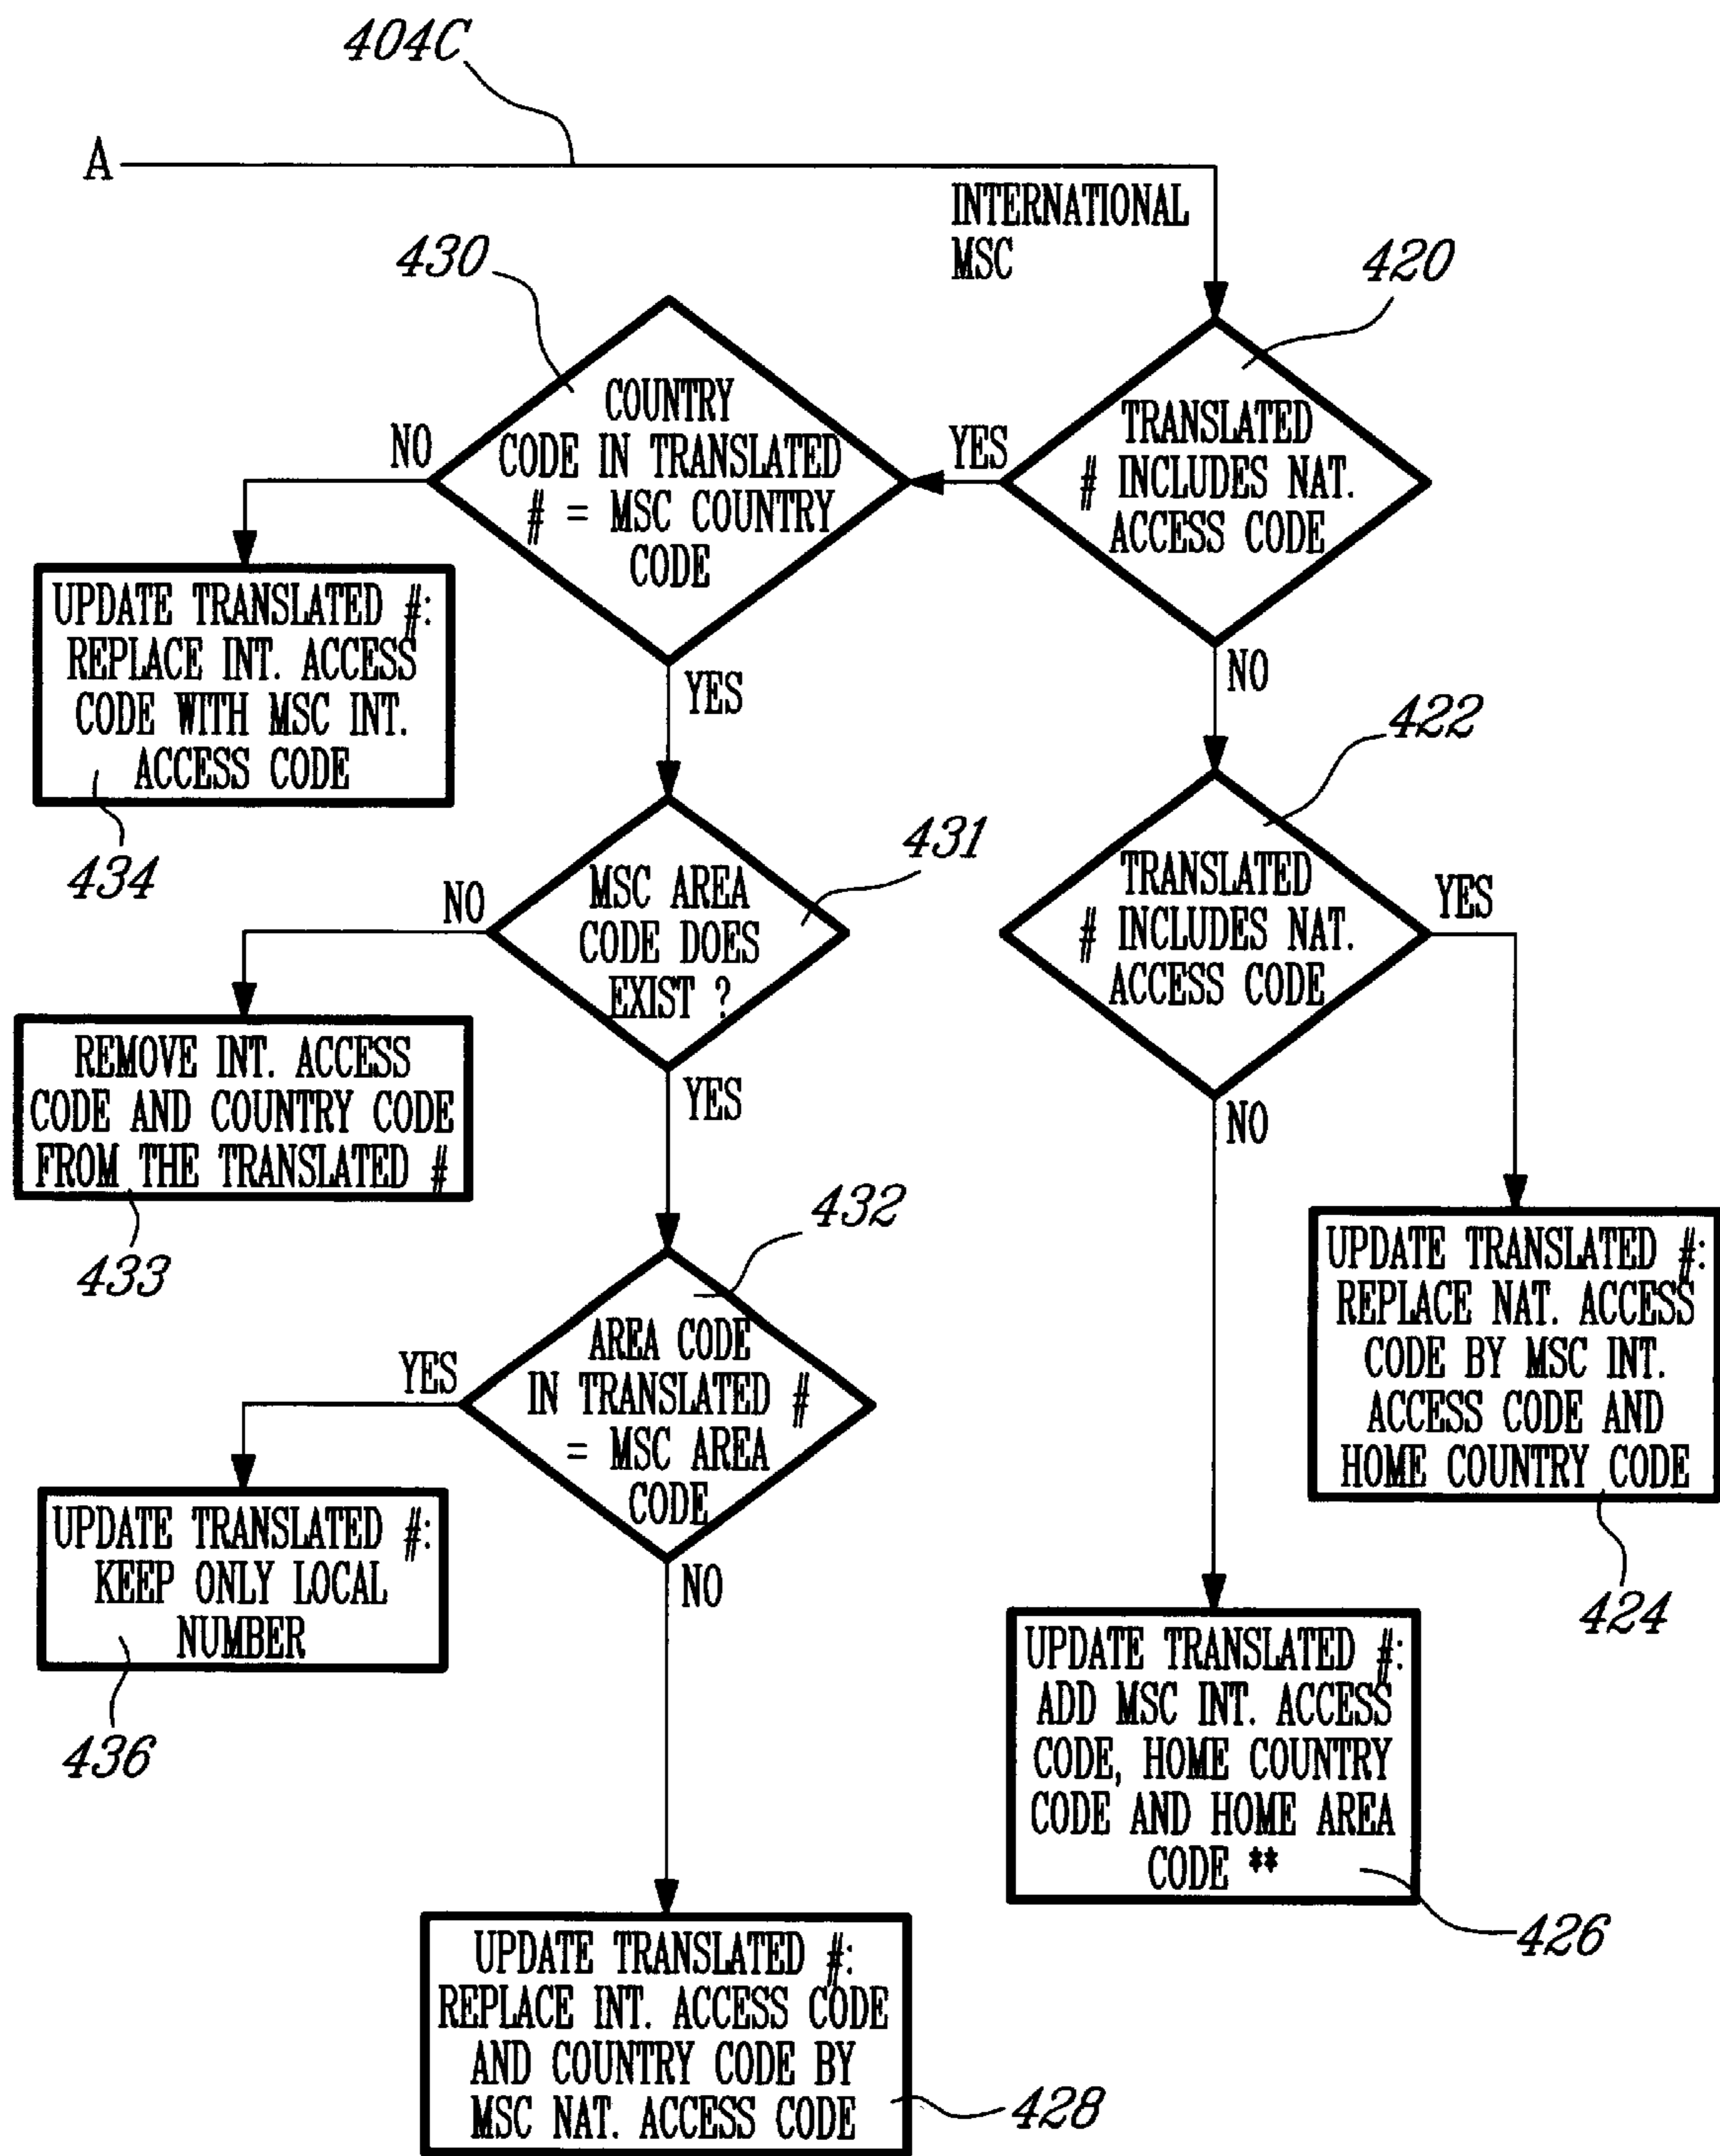 404C
A
INTERNATIONAL
MSC
430
420
COUNTRY
CODE IN TRANSLATED
# = MSC COUNTRY
CODE
NO
YES
TRANSLATED
# INCLUDES NAT.
ACCESS CODE
UPDATE TRANSLATED #:
REPLACE INT. ACCESS
CODE WITH MSC INT.
ACCESS CODE
434
YES
NO
422
431
MSC AREA
CODE DOES
EXIST ?
NO
TRANSLATED
# INCLUDES NAT.
ACCESS CODE
YES
REMOVE INT. ACCESS
CODE AND COUNTRY CODE
FROM THE TRANSLATED #
433
YES
NO
432
AREA CODE
IN TRANSLATED #
= MSC AREA
CODE
YES
UPDATE TRANSLATED #:
REPLACE NAT. ACCESS
CODE BY MSC INT.
ACCESS CODE AND
HOME COUNTRY CODE
424
UPDATE TRANSLATED #:
KEEP ONLY LOCAL
NUMBER
436
NO
UPDATE TRANSLATED #:
ADD MSC INT. ACCESS
CODE, HOME COUNTRY
CODE AND HOME AREA
CODE **
426
UPDATE TRANSLATED #:
REPLACE INT. ACCESS CODE
AND COUNTRY CODE BY
MSC NAT. ACCESS CODE
428